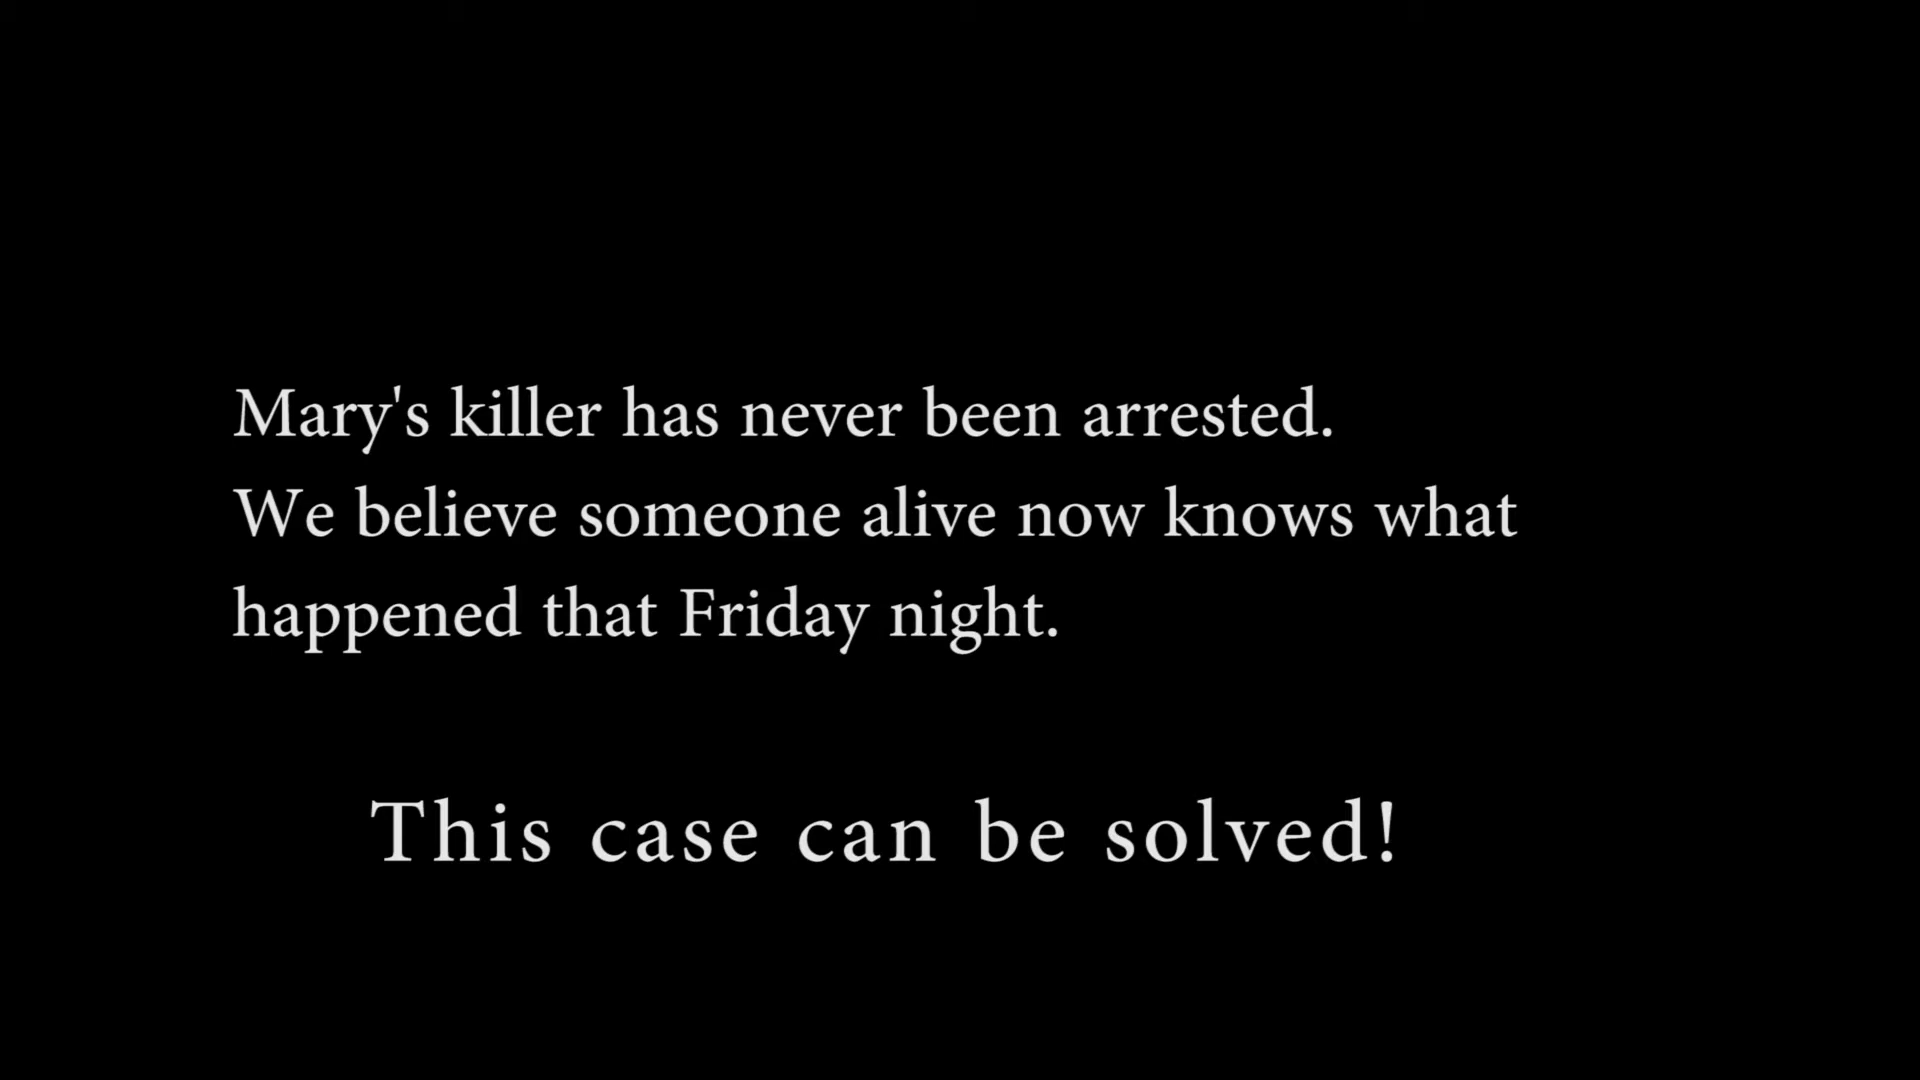 Mary's killer has never been arrested.
We believe someone alive now knows what
happened that Friday night.
This case can be solved!